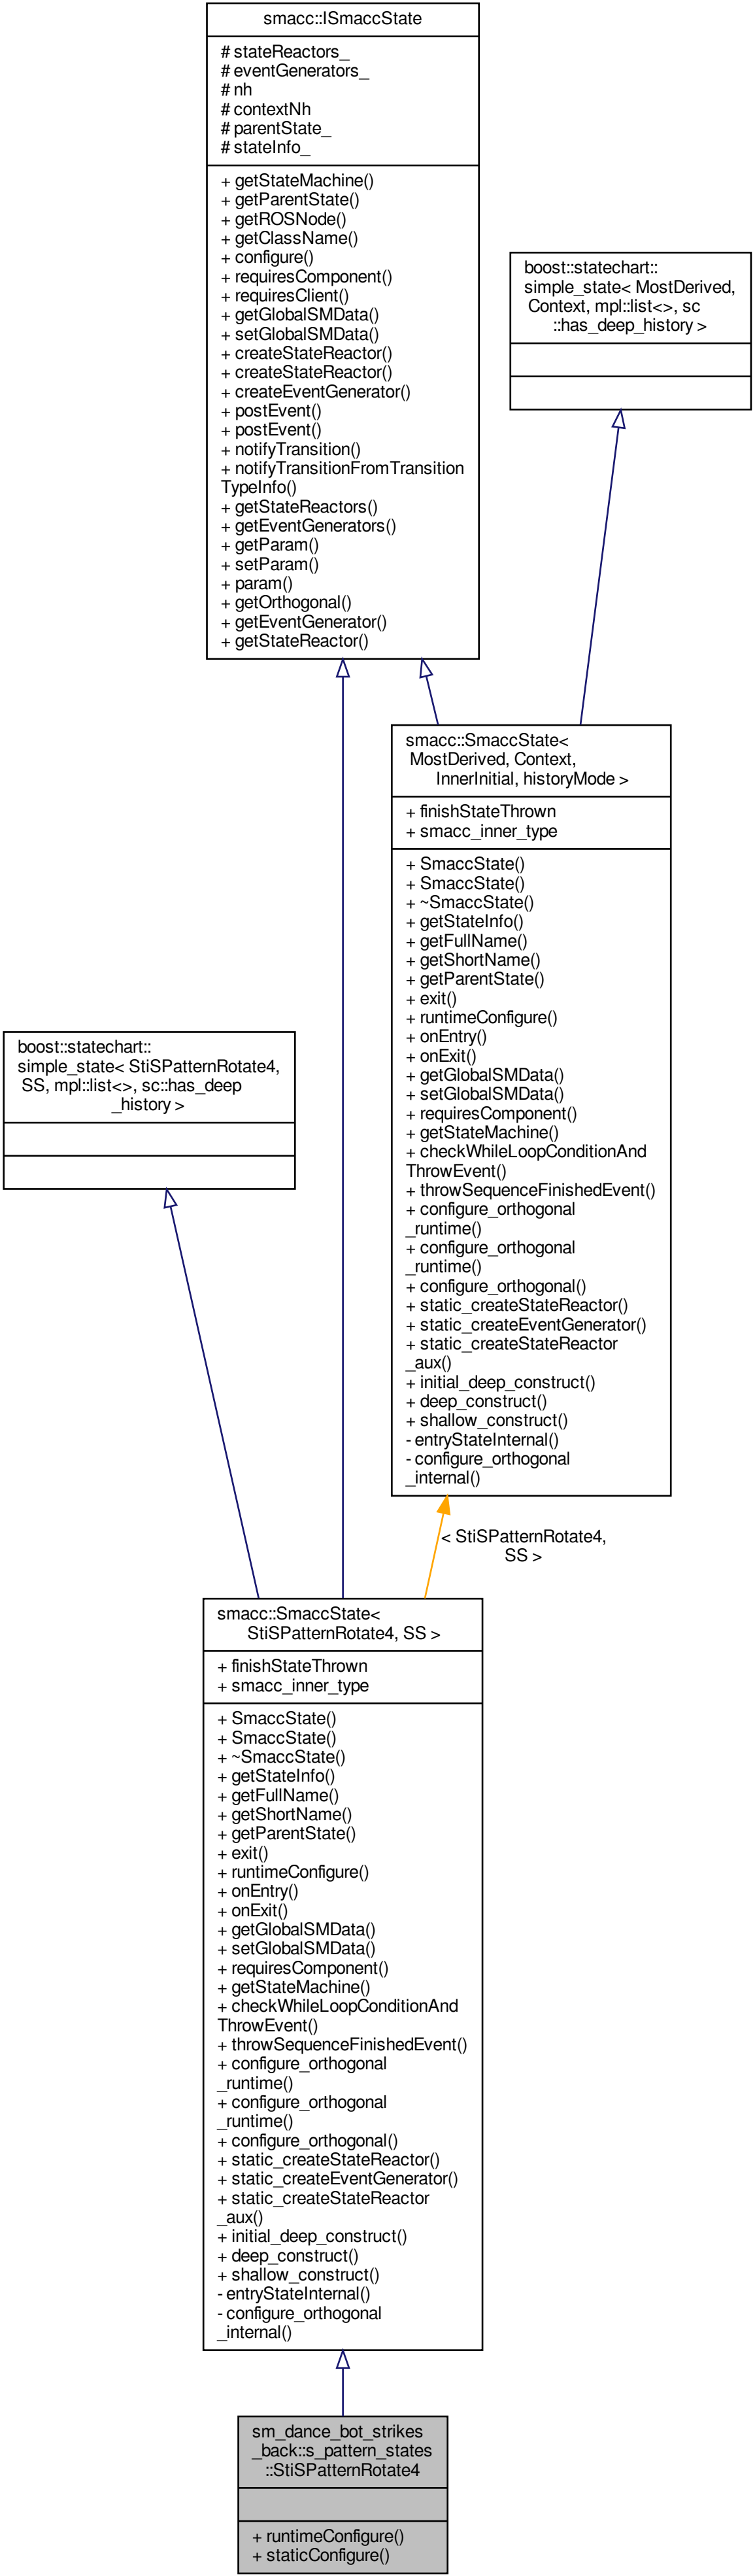 smacc::ISmaccState
# stateReactors_
# eventGenerators_
# nh
# contextNh
# parentState_
# stateInfo_
+ getStateMachine()
+ getParentState()
+ getROSNode()
+ getClassName()
+ configure()
+ requiresComponent()
+ requiresClient()
+ getGlobalSMData()
+ setGlobalSMData()
+ createStateReactor()
+ createStateReactor()
+ createEventGenerator()
+ postEvent()
+ postEvent()
+ notifyTransition()
+ notifyTransitionFromTransition
TypeInfo()
+ getStateReactors()
+ getEventGenerators()
+ getParam()
+ setParam()
+ param()
+ getOrthogonal()
+ getEventGenerator()
+ getStateReactor()
boost::statechart::
simple_state< MostDerived,
Context, mpl::list<>, sc
::has_deep_history >
smacc::SmaccState<
MostDerived, Context,
InnerInitial, historyMode >
+ finishStateThrown
+ smacc_inner_type
+ SmaccState()
+ SmaccState()
+ ~SmaccState()
+ getStateInfo()
+ getFullName()
+ getShortName()
+ getParentState()
+ exit()
+ runtimeConfigure()
+ onEntry()
+ onExit()
+ getGlobalSMData()
+ setGlobalSMData()
+ requiresComponent()
+ getStateMachine()
+ checkWhileLoopConditionAnd
ThrowEvent()
+ throwSequenceFinishedEvent()
+ configure_orthogonal
_runtime()
+ configure_orthogonal
_runtime()
+ configure_orthogonal()
+ static_createStateReactor()
+ static_createEventGenerator()
+ static_createStateReactor
_aux()
+ initial_deep_construct()
+ deep_construct()
+ shallow_construct()
- entryStateInternal()
- configure_orthogonal
_internal()
boost::statechart::
simple_state< StiSPatternRotate4,
SS, mpl::list<>, sc::has_deep
_history >
< StiSPatternRotate4,
SS >
smacc::SmaccState<
StiSPatternRotate4, SS >
+ finishStateThrown
+ smacc_inner_type
+ SmaccState()
+ SmaccState()
+ ~SmaccState()
+ getStateInfo()
+ getFullName()
+ getShortName()
+ getParentState()
+ exit()
+ runtimeConfigure()
+ onEntry()
+ onExit()
+ getGlobalSMData()
+ setGlobalSMData()
+ requiresComponent()
+ getStateMachine()
+ checkWhileLoopConditionAnd
ThrowEvent()
+ throwSequenceFinishedEvent()
+ configure_orthogonal
_runtime()
+ configure_orthogonal
_runtime()
+ configure_orthogonal()
+ static_createStateReactor()
+ static_createEventGenerator()
+ static_createStateReactor
_aux()
+ initial_deep_construct()
+ deep_construct()
+ shallow_construct()
- entryStateInternal()
- configure_orthogonal
_internal()
sm_dance_bot_strikes
_back::s_pattern_states
::StiSPatternRotate4
+ runtimeConfigure()
+ staticConfigure()